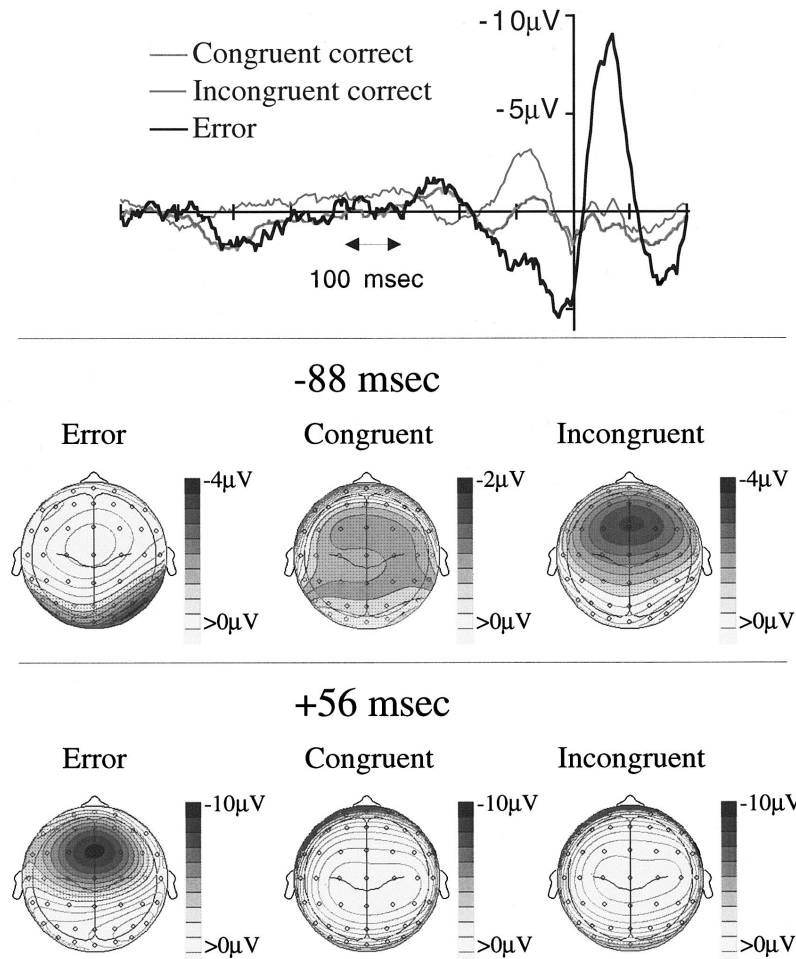 -10µV
Congruent correct
Incongruent correct
-5µV
Error
100 msec
-88 msec
Error
Congruent
Incongruent
-4µV
-2µV
-4µV
>0µV
>0µV
>0µV
+56 msec
Error
Congruent
Incongruent
-10µV
-10µV
-10µV
>0µV
>0µV
>0µV